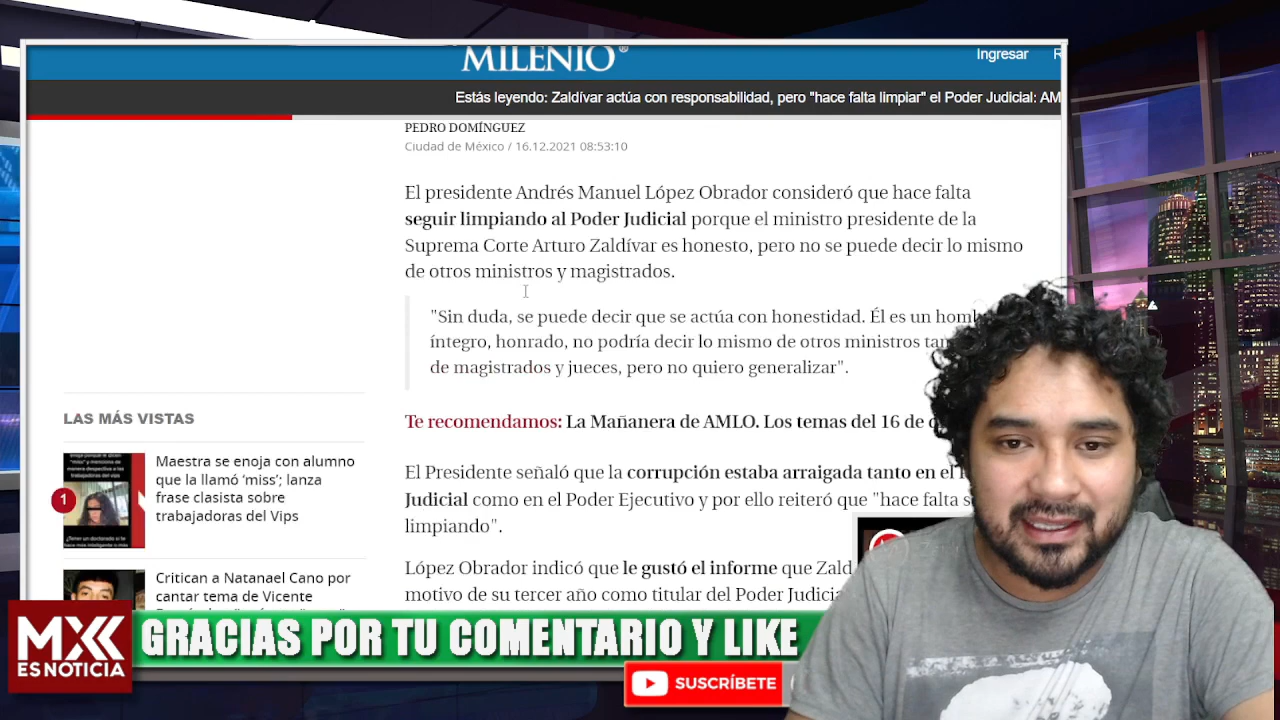 MILENIO®
Ingresar
Estás leyendo: Zaldívar actúa con responsabilidad, pero "hace falta limpiar" el Poder Judicial: AM
PEDRO DOMÍNGUEZ
Ciudad de México / 16.12.2021 08:53:10
El presidente Andrés Manuel López Obrador consideró que hace falta
seguir limpiando al Poder Judicial porque el ministro presidente de la
Suprema Corte Arturo Zaldívar es honesto, pero no se puede decir lo mismo
de otros ministros y magistrados.
"Sin duda, se puede decir que se actúa con honestidad. Él es un
íntegro, honrado, no podría decir lo mismo de otros ministros
de magistrados y jueces, pero no quiero generalizar".
Te recomendamos: La Mañanera de AMLO. Los temas del 16 de
El Presidente señaló que la corrupción estaba arraigada tanto en el
Judicial como en el Poder Ejecutivo y por ello reiteró que "hace falta
limpiando".
López Obrador indicó que le gustó el informe que
motivo de su tercer año como titular del Poder
LAS MÁS VISTAS
1
Maestra se enoja con alumno
que la llamó ‘miss’; lanza
frase clasista sobre
trabajadoras del Vips
Critican a Natanael Cano por
cantar tema de Vicente
MX
ES NOTICIA
GRACIAS POR TU COMENTARIO Y LIKE
SUSCRÍBETE